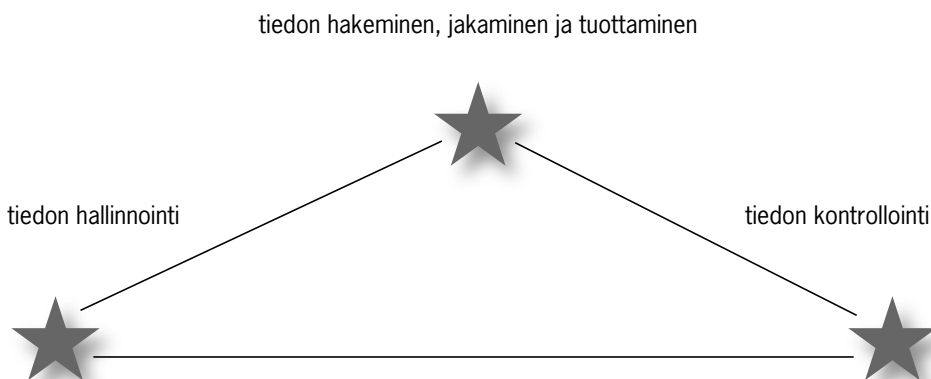 tiedon hakeminen, jakaminen ja tuottaminen
tiedon hallinnointi
tiedon kontrollointi